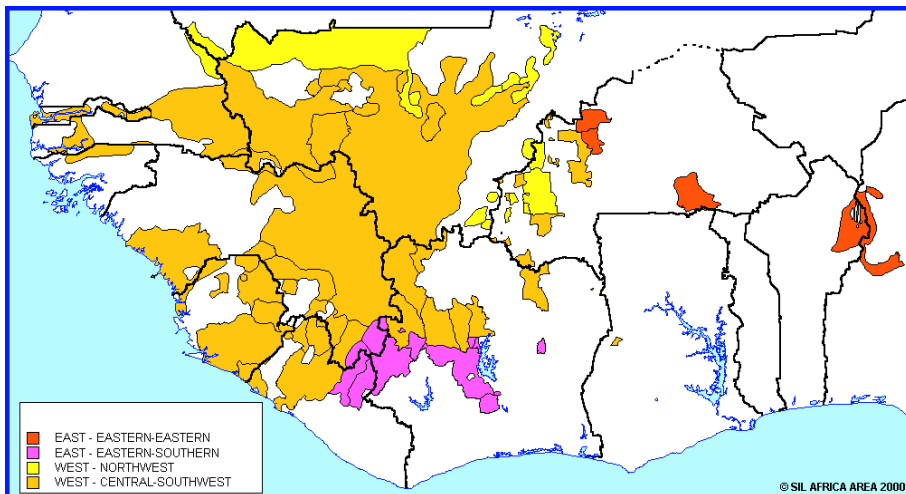 EAST - EASTERN-EASTERN
EAST - EASTERN-SOUTHERN
WEST - NORTHWEST
WEST - CENTRAL-SOUTHWEST
© SIL AFRICA AREA 2000